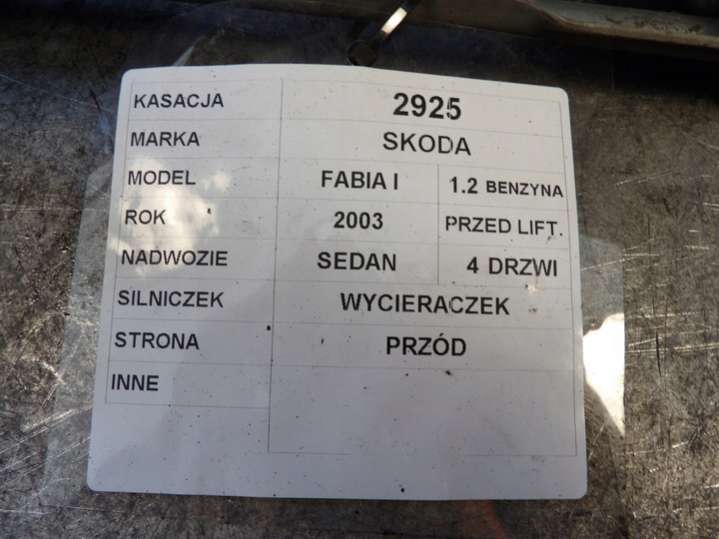 KASACJA 2925
MARKA SKODA
MODEL FABIA I 1.2 BENZYNA
ROK 2003 PRZED LIFT.
NADWOZIE SEDAN 4 DRZWI
SILNICZEK WYCIERACZEK
STRONA PRZÓD
INNE